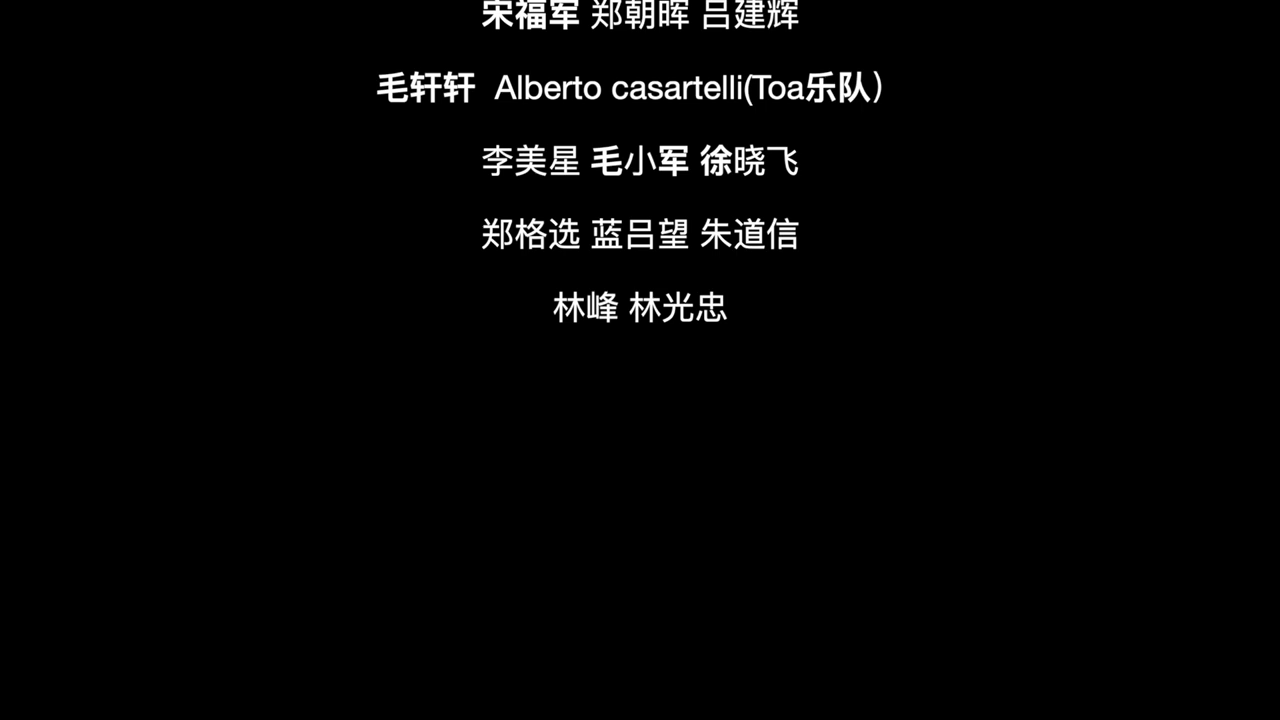 宋福军 郑朝晖 吕建辉
毛轩轩 Alberto casartelli(Toa乐队）
李美星 毛小军 徐晓飞
郑格选 蓝吕望 朱道信
林峰 林光忠